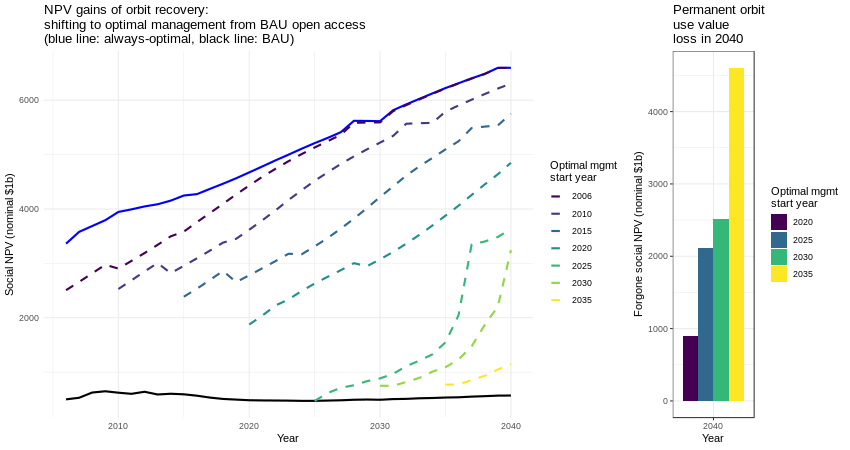 NPV gains of orbit recovery:
shifting to optimal management from BAU open access
(blue line: always-optimal, black line: BAU)
Social NPV (nominal $1b)
6000
4000
2000
2010
2020
2030
2040
Year
Optimal mgmt
start year
2006
2010
2015
2020
2025
2030
2035
Permanent orbit
use value
loss in 2040
Forgone social NPV (nominal $1b)
4000
3000
2000
1000
0
2040
Year
Optimal mgmt
start year
2020
2025
2030
2035